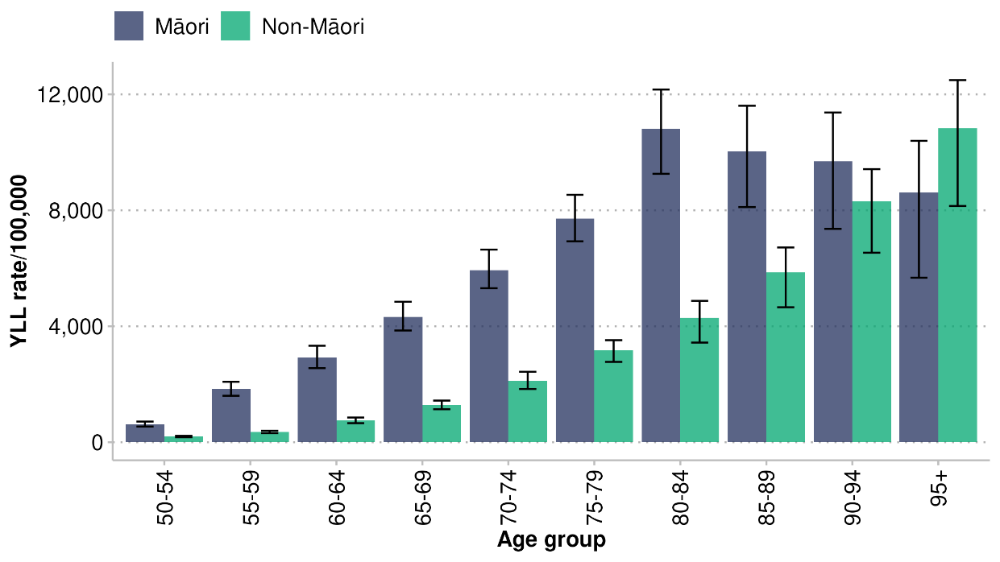 Māori Non-Māori
12,000
8,000
4,000
0
YLL rate/100,000
50-54 55-59 60-64 65-69 70-74 75-79 80-84 85-89 90-94 95+
Age group